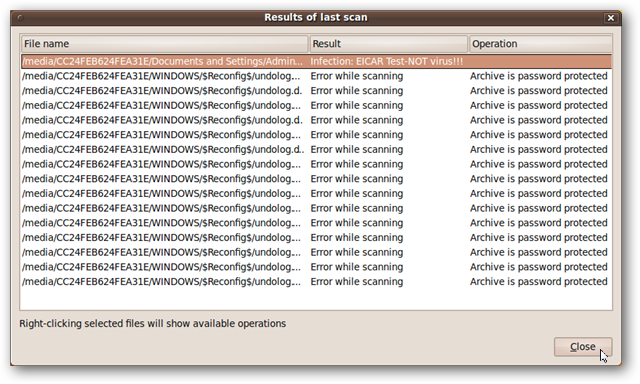 Results of last scan
File name Result Operation
/media/CC24FEB624FEA31E/Documents and Settings/Admin... Infection: EICAR Test-NOT virus!!!
/media/CC24FEB624FEA31E/WINDOWS/$Reconfig$/undolog.... Error while scanning Archive is password protected
/media/CC24FEB624FEA31E/WINDOWS/$Reconfig$/undolog.d. Error while scanning Archive is password protected
/media/CC24FEB624FEA31E/WINDOWS/$Reconfig$/undolog.... Error while scanning Archive is password protected
/media/CC24FEB624FEA31E/WINDOWS/$Reconfig$/undolog.d. Error while scanning Archive is password protected
/media/CC24FEB624FEA31E/WINDOWS/$Reconfig$/undolog.... Error while scanning Archive is password protected
/media/CC24FEB624FEA31E/WINDOWS/$Reconfig$/undolog.d.. Error while scanning Archive is password protected
/media/CC24FEB624FEA31E/WINDOWS/$Reconfig$/undolog.... Error while scanning Archive is password protected
/media/CC24FEB624FEA31E/WINDOWS/$Reconfig$/undolog.... Error while scanning Archive is password protected
/media/CC24FEB624FEA31E/WINDOWS/$Reconfig$/undolog.... Error while scanning Archive is password protected
/media/CC24FEB624FEA31E/WINDOWS/$Reconfig$/undolog.... Error while scanning Archive is password protected
/media/CC24FEB624FEA31E/WINDOWS/$Reconfig$/undolog.... Error while scanning Archive is password protected
/media/CC24FEB624FEA31E/WINDOWS/$Reconfig$/undolog.... Error while scanning Archive is password protected
/media/CC24FEB624FEA31E/WINDOWS/$Reconfig$/undolog.... Error while scanning Archive is password protected
/media/CC24FEB624FEA31E/WINDOWS/$Reconfig$/undolog.... Error while scanning Archive is password protected
/media/CC24FEB624FEA31E/WINDOWS/$Reconfig$/undolog.... Error while scanning Archive is password protected
Right-clicking selected files will show available operations
Close